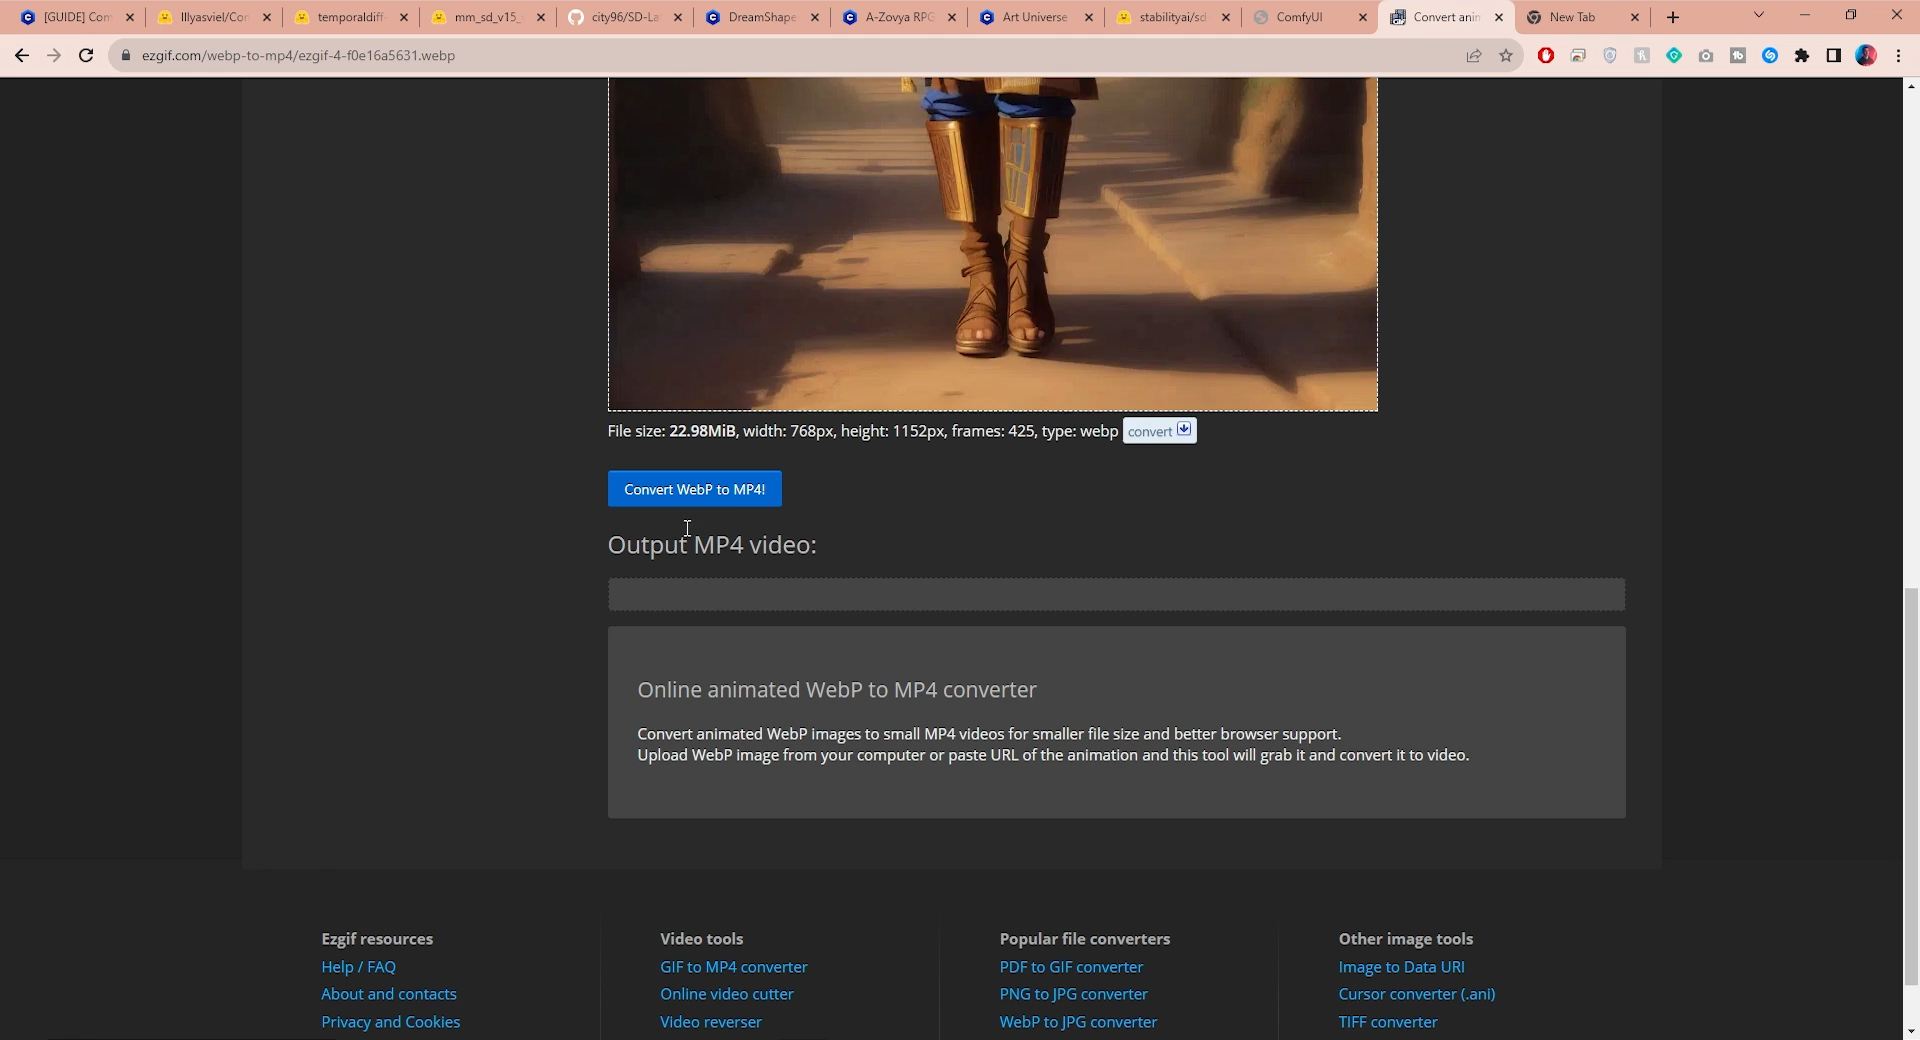 [GUIDE] Com
Illyasviel/Cor
temporaldiff
mm_sd_v15_
city96/SD-La
DreamShape
A-Zovya RPG
Art Universe
stabilityai/sd
ComfyUI
Convert anim
New Tab
ezgif.com/webp-to-mp4/ezgif-4-f0e16a5631.webp
File size: 22.98MiB, width: 768px, height: 1152px, frames: 425, type: webp convert
Convert WebP to MP4!
Output MP4 video:
Online animated WebP to MP4 converter
Convert animated WebP images to small MP4 videos for smaller file size and better browser support.
Upload WebP image from your computer or paste URL of the animation and this tool will grab it and convert it to video.
Ezgif resources
Help / FAQ
About and contacts
Privacy and Cookies
Video tools
GIF to MP4 converter
Online video cutter
Video reverser
Popular file converters
PDF to GIF converter
PNG to JPG converter
WebP to JPG converter
Other image tools
Image to Data URI
Cursor converter (.ani)
TIFF converter